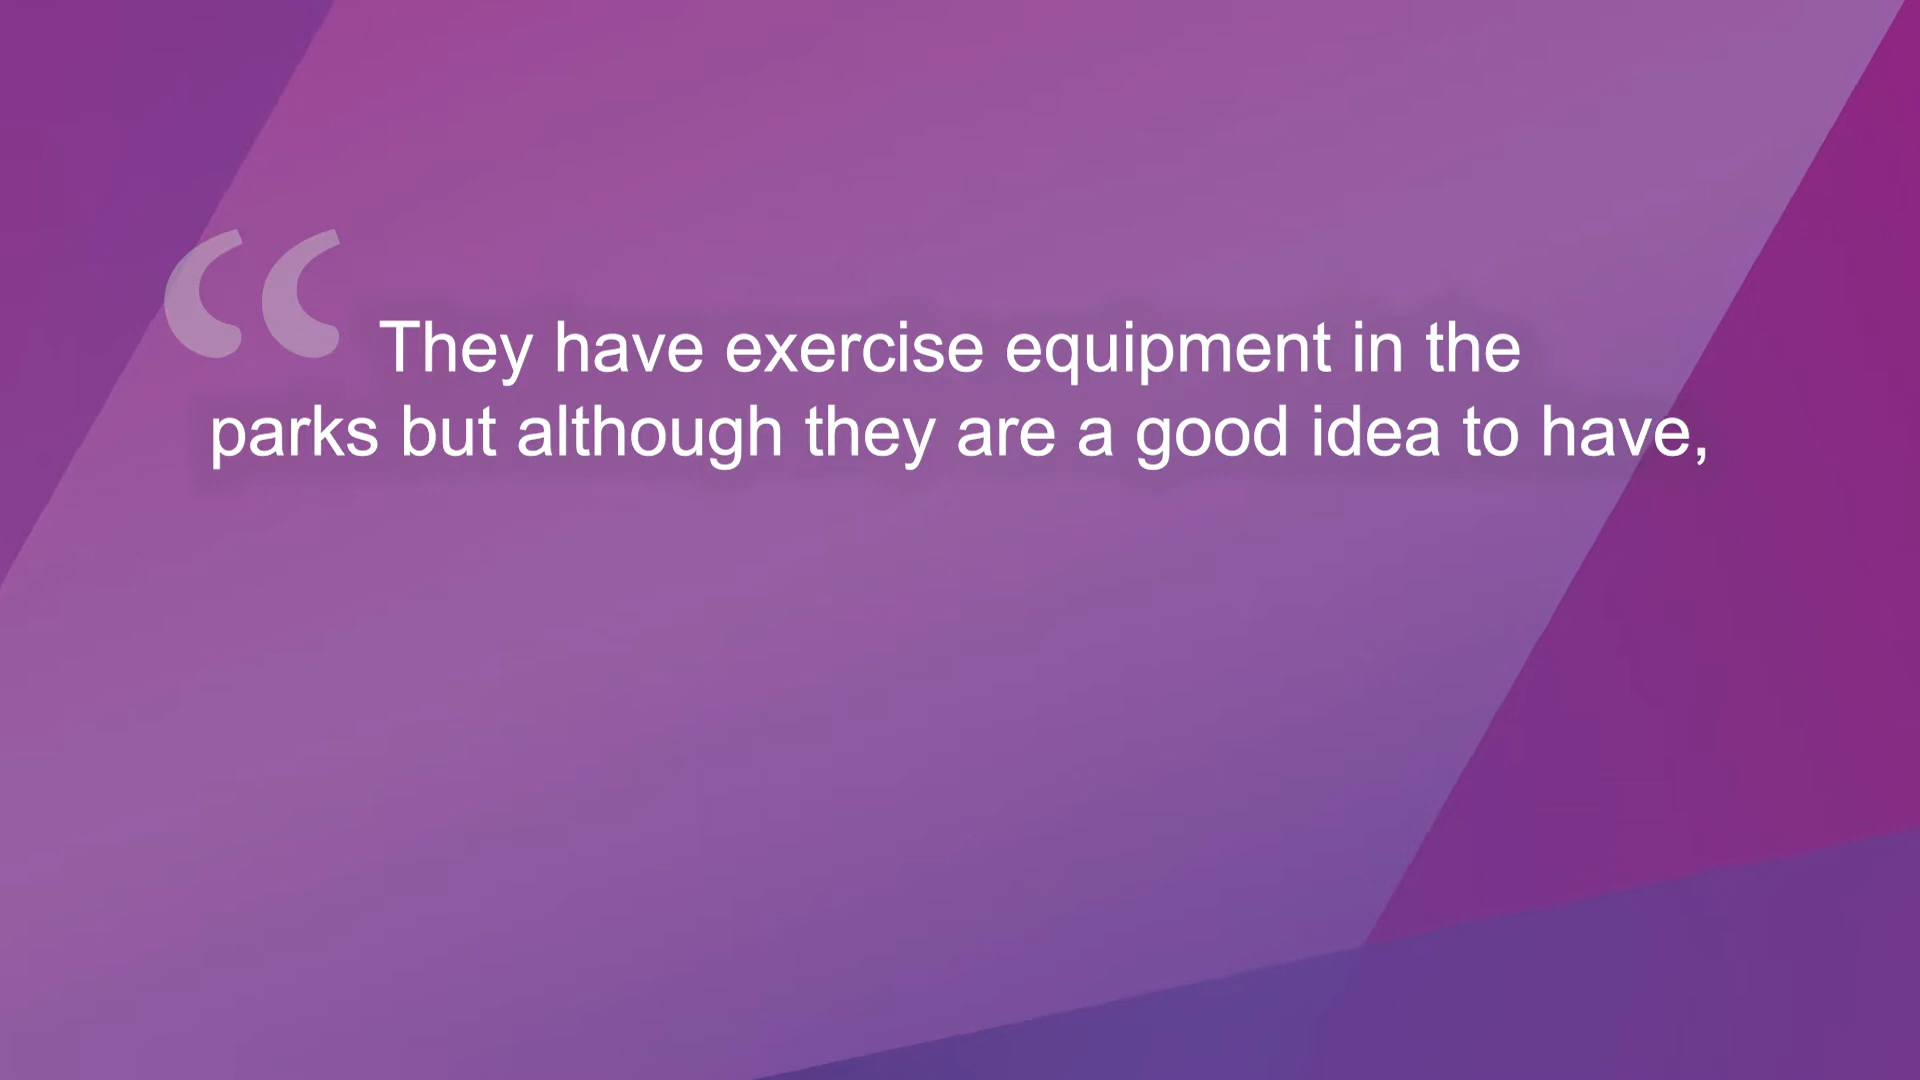 “ They have exercise equipment in the
parks but although they are a good idea to have,